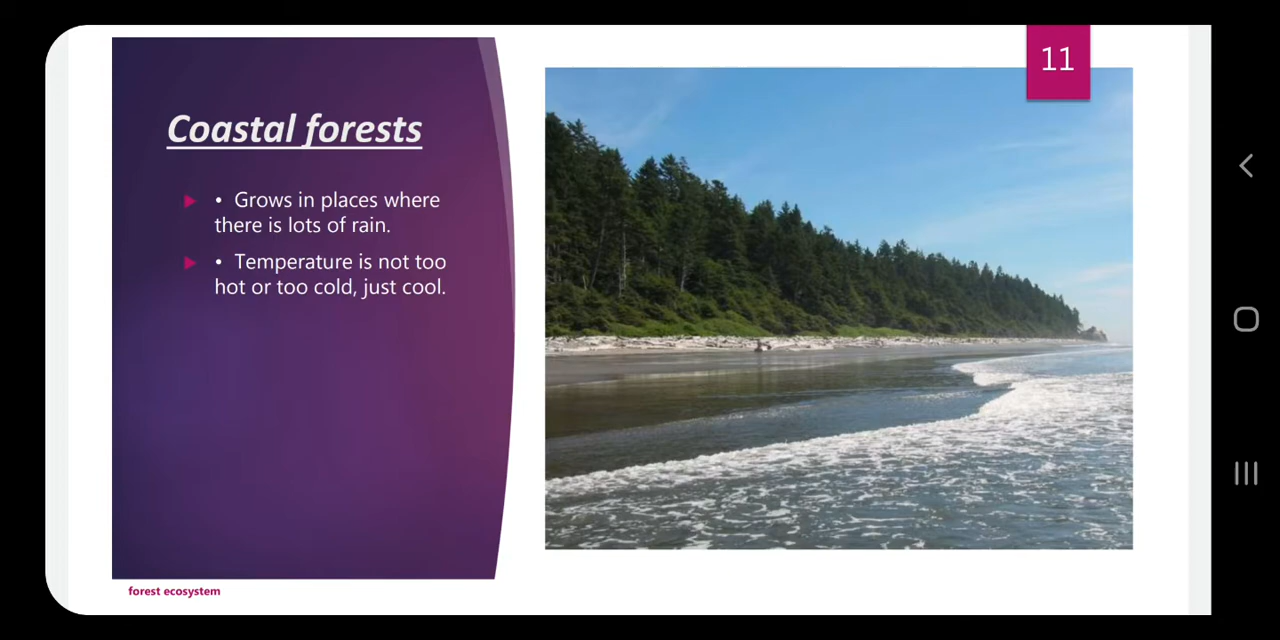 11
Coastal forests
• Grows in places where
there is lots of rain.
• Temperature is not too
hot or too cold, just cool.
forest ecosystem